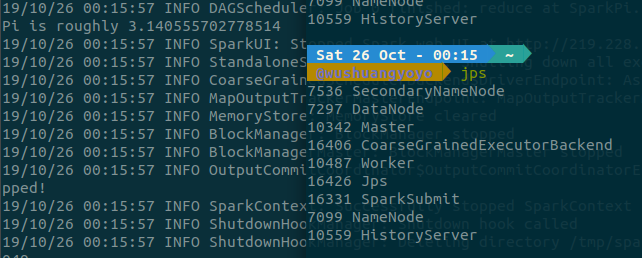 19/10/26 00:15:57 INFO DAGSchedule
Pi is roughly 3.140555702778514
19/10/26 00:15:57 INFO SparkUI: St
19/10/26 00:15:57 INFO StandaloneS
19/10/26 00:15:57 INFO CoarseGrain
19/10/26 00:15:57 INFO MapOutputTr
19/10/26 00:15:57 INFO MemoryStore
19/10/26 00:15:57 INFO BlockManage
19/10/26 00:15:57 INFO BlockManage
19/10/26 00:15:57 INFO OutputCommi
pped!
19/10/26 00:15:57 INFO SparkContex
19/10/26 00:15:57 INFO ShutdownHoo
19/10/26 00:15:57 INFO ShutdownHoo
7099 NameNode
10559 HistoryServer
Sat 26 Oct - 00:15 ~
@wushuangyoyo jps
7536 SecondaryNameNode
7297 DataNode
10342 Master
16406 CoarseGrainedExecutorBackend
10487 Worker
16426 Jps
16331 SparkSubmit
7099 NameNode
10559 HistoryServer